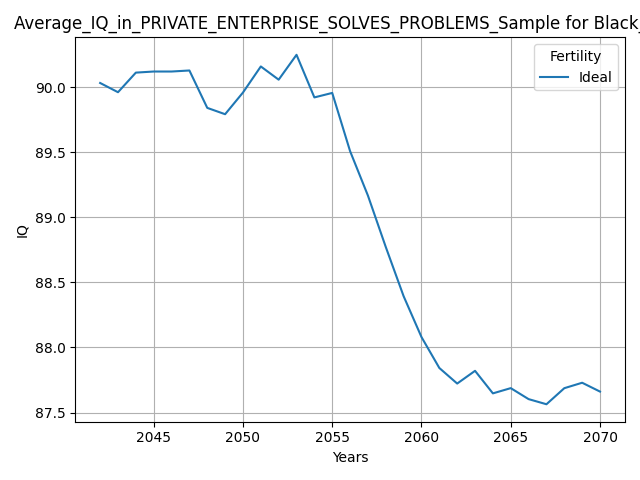 Average_IQ_in_PRIVATE_ENTERPRISE_SOLVES_PROBLEMS_Sample for Black_
Fertility
Ideal
90.0
89.5
89.0
88.5
88.0
87.5
IQ
2045 2050 2055 2060 2065 2070
Years